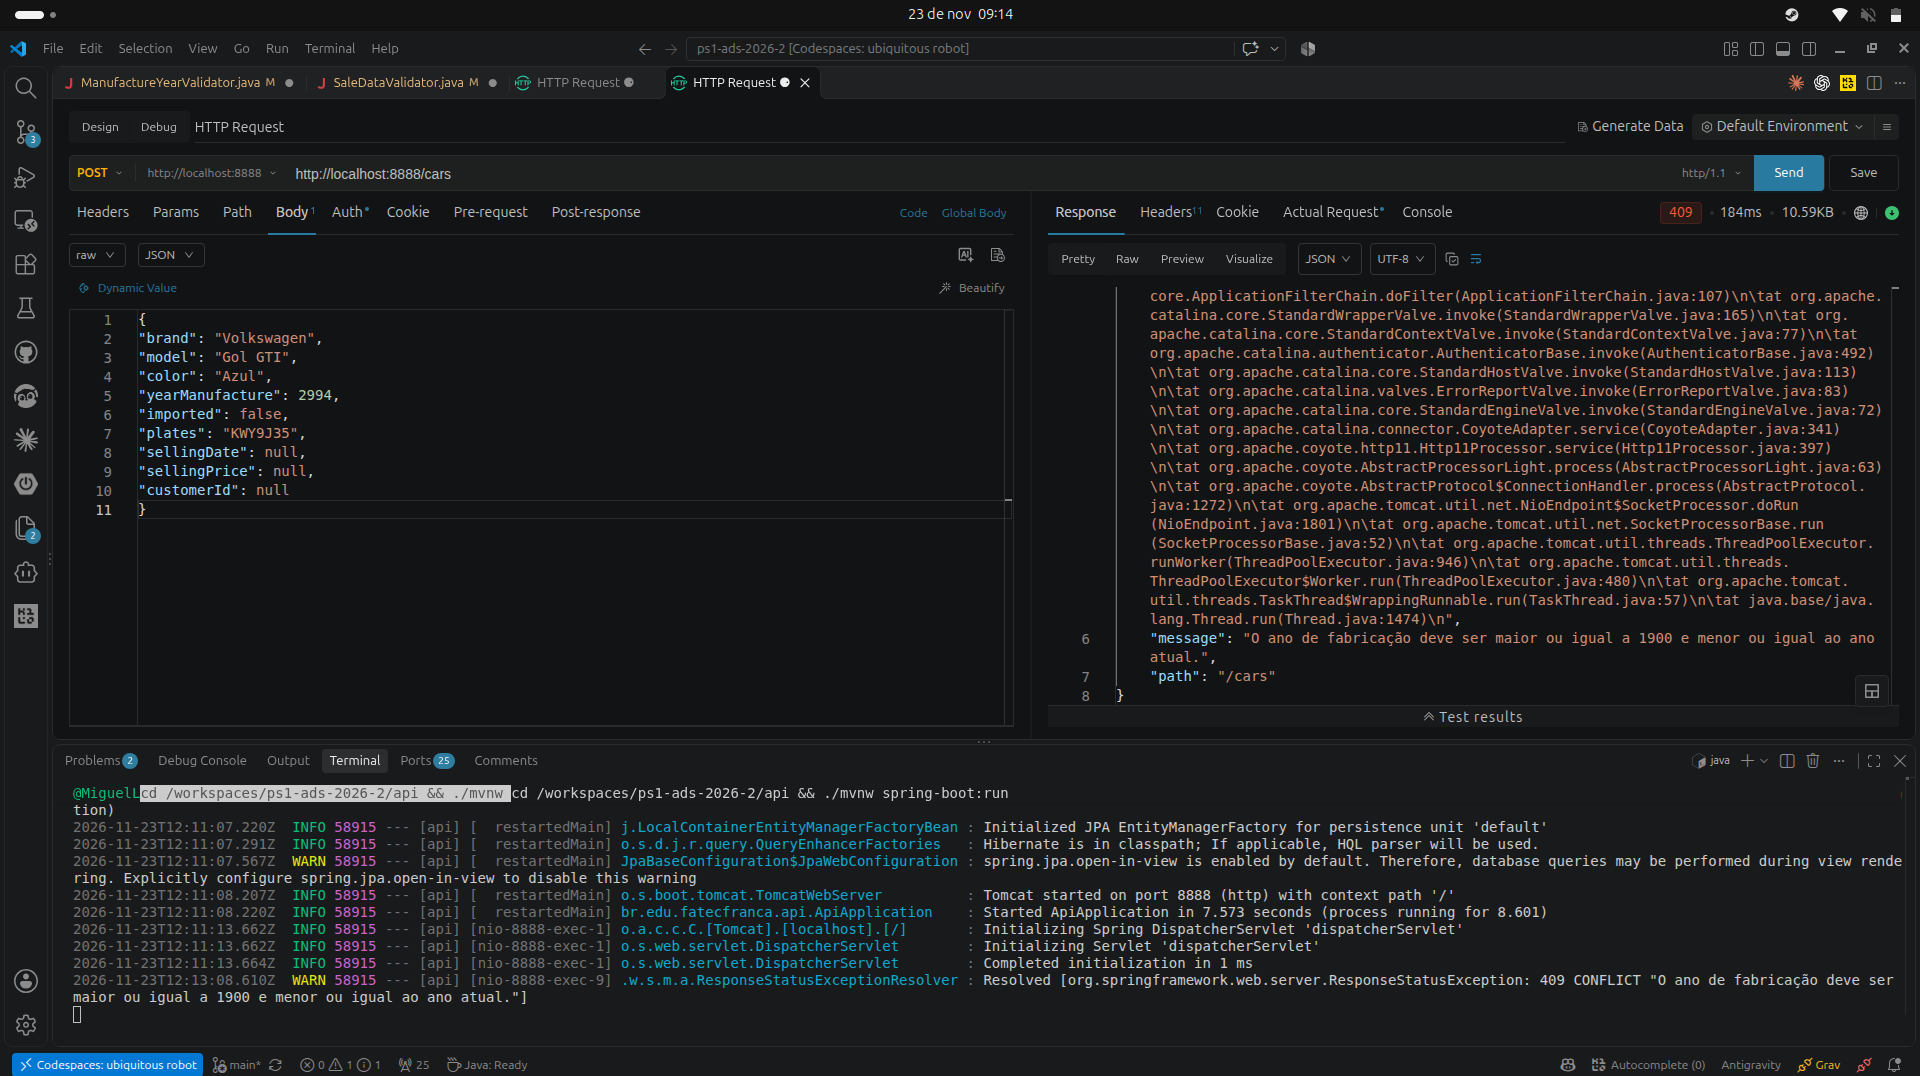 23 de nov 09:14
File Edit Selection View Go Run Terminal Help
ps1-ads-2026-2 [Codespaces: ubiquitous robot]
ManufactureYearValidator.java M
SaleDataValidator.java M
HTTP HTTP Request
HTTP HTTP Request
Design Debug HTTP Request
Generate Data Default Environment
POST http://localhost:8888 http://localhost:8888/cars
http/1.1 Send Save
Headers Params Path Body 1 Auth Cookie Pre-request Post-response
Code Global Body
Response Headers 11 Cookie Actual Request Console
409 184ms 10.59KB
raw JSON
Pretty Raw Preview Visualize JSON UTF-8
Dynamic Value
Beautify
1 {
2 "brand": "Volkswagen",
3 "model": "Gol GTI",
4 "color": "Azul",
5 "yearManufacture": 2994,
6 "imported": false,
7 "plates": "KWY9J35",
8 "sellingDate": null,
9 "sellingPrice": null,
10 "customerId": null
11 }
core.ApplicationFilterChain.doFilter(ApplicationFilterChain.java:107)\n\tat org.apache.
catalina.core.StandardWrapperValve.invoke(StandardWrapperValve.java:165)\n\tat org.
apache.catalina.core.StandardContextValve.invoke(StandardContextValve.java:77)\n\tat
org.apache.catalina.authenticator.AuthenticatorBase.invoke(AuthenticatorBase.java:492)
\n\tat org.apache.catalina.core.StandardHostValve.invoke(StandardHostValve.java:113)
\n\tat org.apache.catalina.valves.ErrorReportValve.invoke(ErrorReportValve.java:83)
\n\tat org.apache.catalina.core.StandardEngineValve.invoke(StandardEngineValve.java:72)
\n\tat org.apache.catalina.connector.CoyoteAdapter.service(CoyoteAdapter.java:341)
\n\tat org.apache.coyote.http11.Http11Processor.service(Http11Processor.java:397)
\n\tat org.apache.coyote.AbstractProcessorLight.process(AbstractProcessorLight.java:63)
\n\tat org.apache.coyote.AbstractProtocol$ConnectionHandler.process(AbstractProtocol.
java:1272)\n\tat org.apache.tomcat.util.net.NioEndpoint$SocketProcessor.doRun
(NioEndpoint.java:1801)\n\tat org.apache.tomcat.util.net.SocketProcessorBase.run
(SocketProcessorBase.java:52)\n\tat org.apache.tomcat.util.threads.ThreadPoolExecutor.
runWorker(ThreadPoolExecutor.java:946)\n\tat org.apache.tomcat.util.threads.
ThreadPoolExecutor$Worker.run(ThreadPoolExecutor.java:480)\n\tat org.apache.tomcat.
util.threads.TaskThread$WrappingRunnable.run(TaskThread.java:57)\n\tat java.base/java.
lang.Thread.run(Thread.java:1474)\n",
6 "message": "O ano de fabricação deve ser maior ou igual a 1900 e menor ou igual ao ano
atual.",
7 "path": "/cars"
8 }
Test results
Problems 2 Debug Console Output Terminal Ports 25 Comments
java
@MiguelLcd /workspaces/ps1-ads-2026-2/api && ./mvnw cd /workspaces/ps1-ads-2026-2/api && ./mvnw spring-boot:run
tion)
2026-11-23T12:11:07.220Z INFO 58915 --- [api] [ restartedMain] j.LocalContainerEntityManagerFactoryBean : Initialized JPA EntityManagerFactory for persistence unit 'default'
2026-11-23T12:11:07.291Z INFO 58915 --- [api] [ restartedMain] o.s.d.j.r.query.QueryEnhancerFactories : Hibernate is in classpath; If applicable, HQL parser will be used.
2026-11-23T12:11:07.567Z WARN 58915 --- [api] [ restartedMain] JpaBaseConfiguration$JpaWebConfiguration : spring.jpa.open-in-view is enabled by default. Therefore, database queries may be performed during view rende
ring. Explicitly configure spring.jpa.open-in-view to disable this warning
2026-11-23T12:11:08.207Z INFO 58915 --- [api] [ restartedMain] o.s.boot.tomcat.TomcatWebServer : Tomcat started on port 8888 (http) with context path '/'
2026-11-23T12:11:08.220Z INFO 58915 --- [api] [ restartedMain] br.edu.fatecfranca.api.ApiApplication : Started ApiApplication in 7.573 seconds (process running for 8.601)
2026-11-23T12:11:13.662Z INFO 58915 --- [api] [nio-8888-exec-1] o.a.c.c.C.[Tomcat].[localhost].[/] : Initializing Spring DispatcherServlet 'dispatcherServlet'
2026-11-23T12:11:13.662Z INFO 58915 --- [api] [nio-8888-exec-1] o.s.web.servlet.DispatcherServlet : Initializing Servlet 'dispatcherServlet'
2026-11-23T12:11:13.664Z INFO 58915 --- [api] [nio-8888-exec-1] o.s.web.servlet.DispatcherServlet : Completed initialization in 1 ms
2026-11-23T12:13:08.610Z WARN 58915 --- [api] [nio-8888-exec-9] .w.s.m.a.ResponseStatusExceptionResolver : Resolved [org.springframework.web.server.ResponseStatusException: 409 CONFLICT "O ano de fabricação deve ser
maior ou igual a 1900 e menor ou igual ao ano atual."]
Codespaces: ubiquitous robot main* 0 1 1 25 Java: Ready
Autocomplete (0) Antigravity Grav